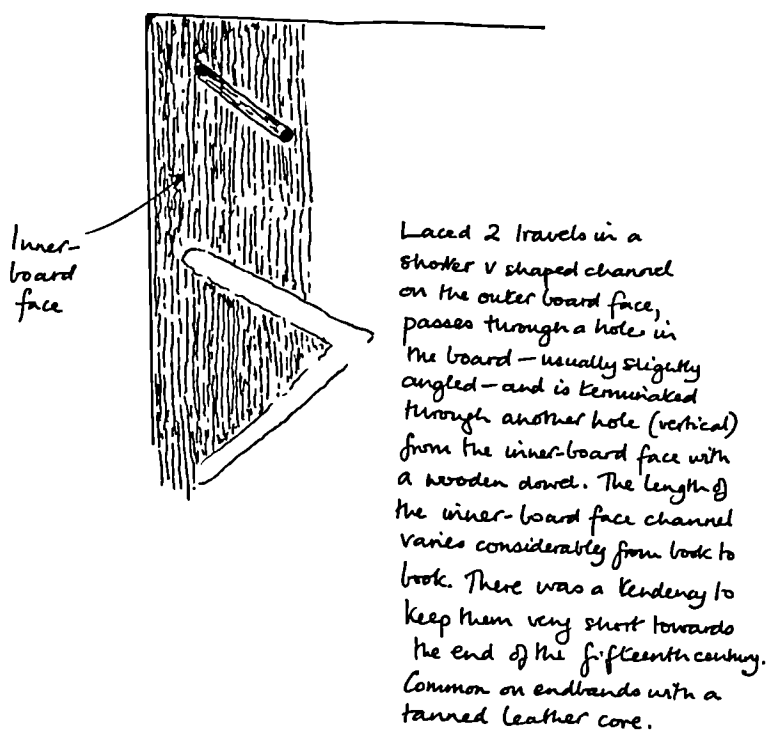 Inner-
board
face
Laced 2 travels in a
shorter v shaped channel
on the outer board face,
passes through a hole in
the board – usually slightly
angled – and is terminated
through another hole (vertical)
from the inner-board face with
a wooden dowel. The length of
the inner-board face channel
varies considerably from book to
book. There was a tendency to
keep them very short towards
the end of the fifteenth century.
Common on endbands with a
tanned leather core.